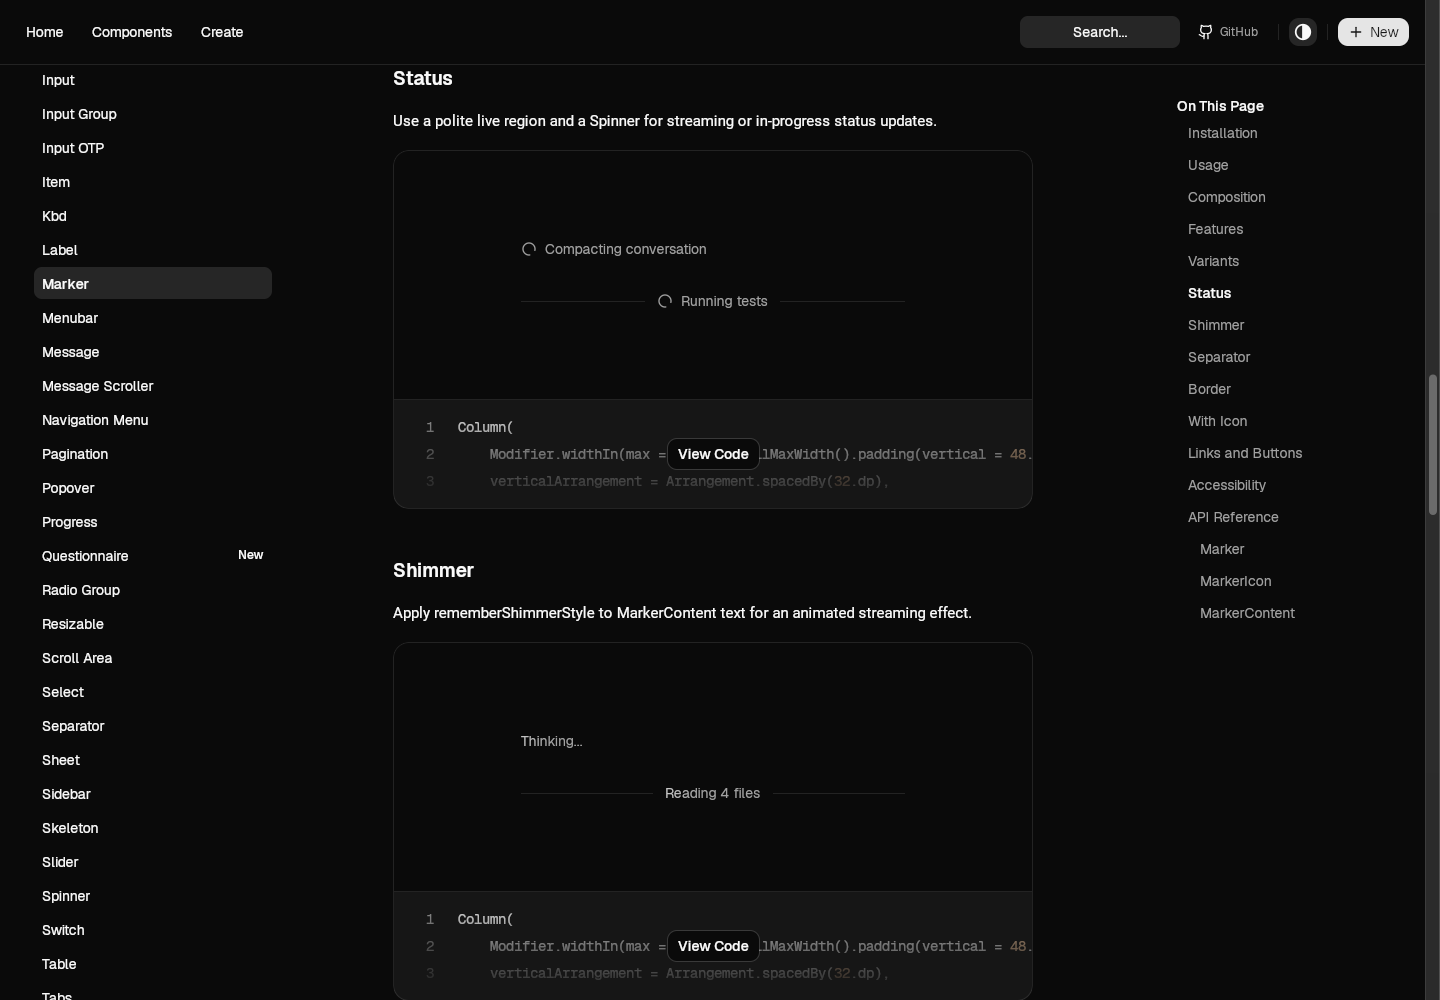 Home
Components
Create
Search...
GitHub
New
Input
Input Group
Input OTP
Item
Kbd
Label
Marker
Menubar
Message
Message Scroller
Navigation Menu
Pagination
Popover
Progress
Questionnaire New
Radio Group
Resizable
Scroll Area
Select
Separator
Sheet
Sidebar
Skeleton
Slider
Spinner
Switch
Table
Tabs
Status
Use a polite live region and a Spinner for streaming or in-progress status updates.
Compacting conversation
Running tests
1 Column(
2 Modifier.widthIn(max = lMaxWidth().padding(vertical = 48.
View Code
3 verticalArrangement = Arrangement.spacedBy(32.dp),
Shimmer
Apply rememberShimmerStyle to MarkerContent text for an animated streaming effect.
Thinking...
Reading 4 files
1 Column(
2 Modifier.widthIn(max = lMaxWidth().padding(vertical = 48.
View Code
3 verticalArrangement = Arrangement.spacedBy(32.dp),
On This Page
Installation
Usage
Composition
Features
Variants
Status
Shimmer
Separator
Border
With Icon
Links and Buttons
Accessibility
API Reference
Marker
MarkerIcon
MarkerContent